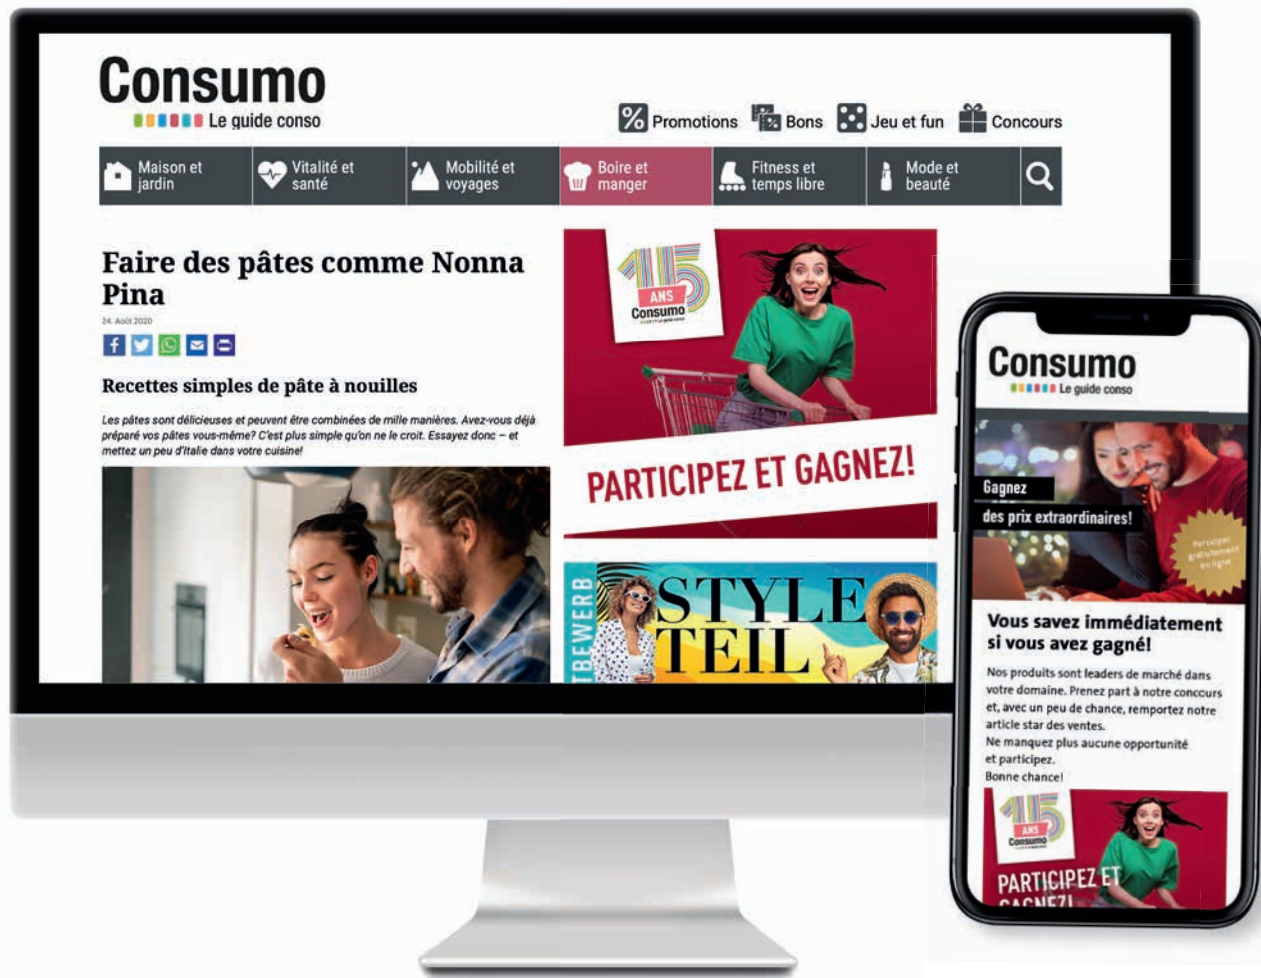 Consumo
Le guide conso
Promotions
Bons
Jeu et fun
Concours
Maison et
jardin
Vitalité et
santé
Mobilité et
voyages
Boire et
manger
Fitness et
temps libre
Mode et
beauté
Faire des pâtes comme Nonna
Pina
24. Août 2020
Recettes simples de pâte à nouilles
Les pâtes sont délicieuses et peuvent être combinées de mille manières. Avez-vous déjà
préparé vos pâtes vous-même? C'est plus simple qu'on ne le croit. Essayez donc – et
mettez un peu d'Italie dans votre cuisine!
15
ANS
Consumo
PARTICIPEZ ET GAGNEZ!
TBEWERB
STYLE
TEIL
Consumo
Le guide conso
Gagnez
des prix extraordinaires!
Participez
gratuitement
en ligne
Vous savez immédiatement
si vous avez gagné!
Nos produits sont leaders de marché dans
votre domaine. Prenez part à notre concours
et, avec un peu de chance, remportez notre
article star des ventes.
Ne manquez plus aucune opportunité
et participez.
Bonne chance!
15
ANS
Consumo
PARTICIPEZ ET
GAGNEZ!